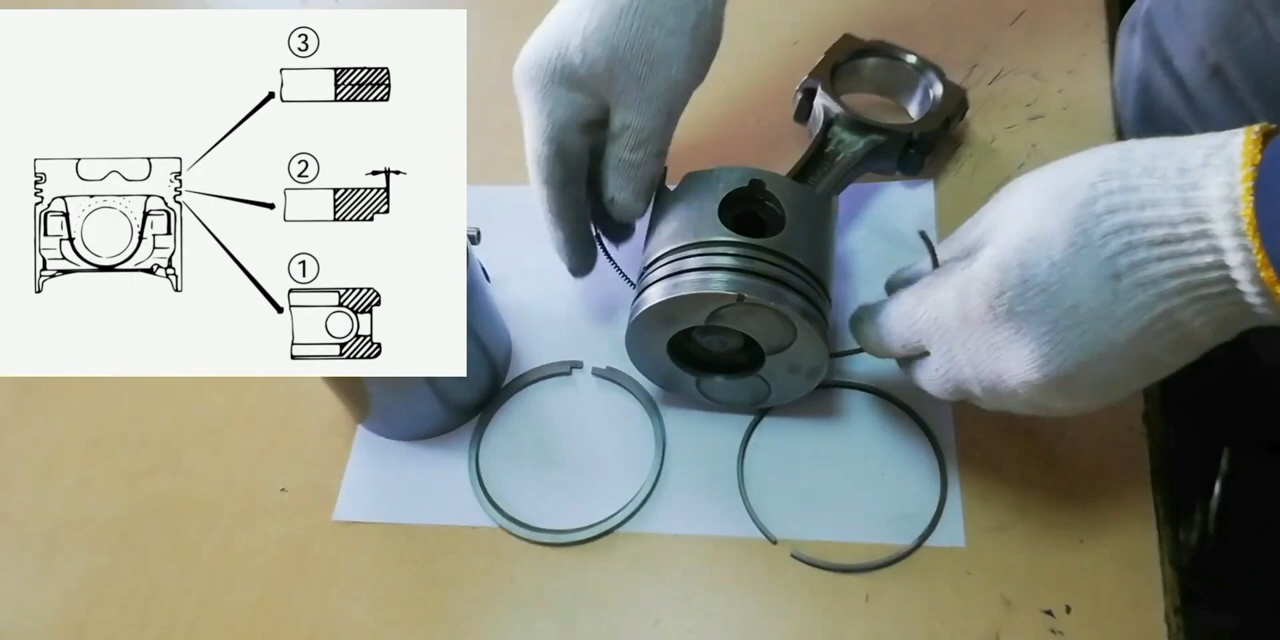 ③
②
①